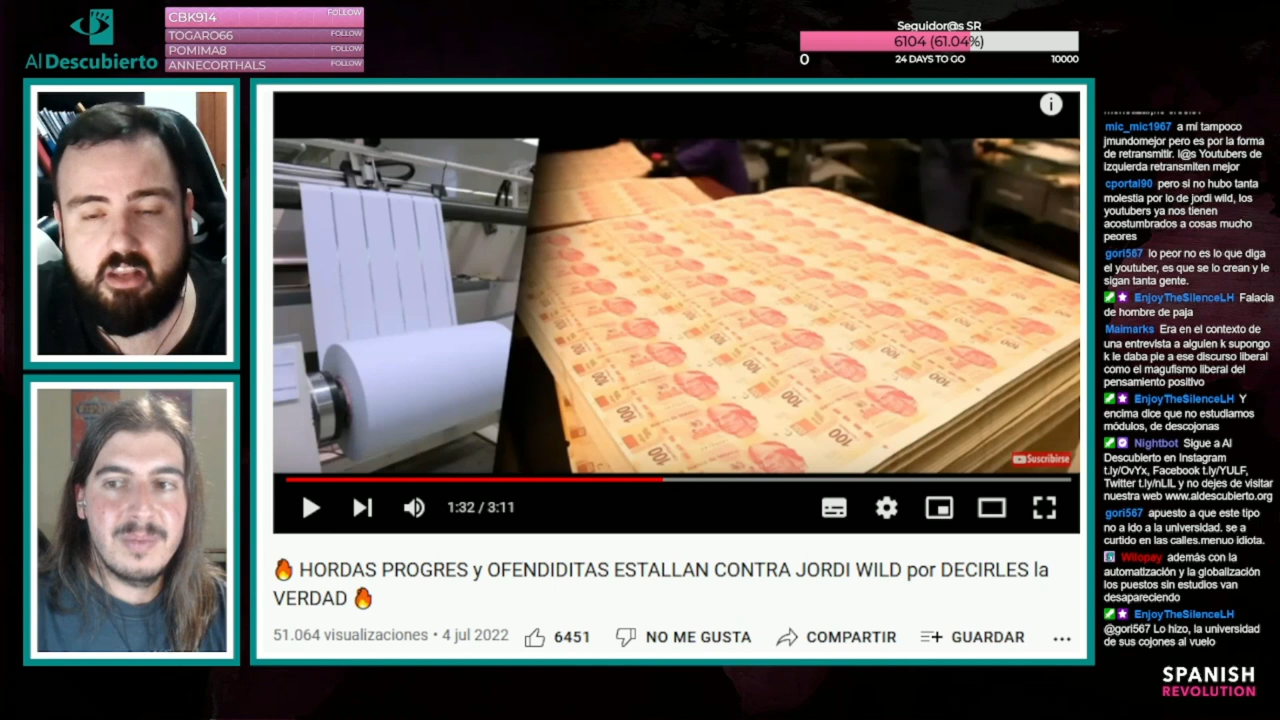 Al Descubierto
CBK914 FOLLOW
TOGARO66 FOLLOW
POMIMA8 FOLLOW
ANNECORTHALS FOLLOW
Seguidor@s SR
6104 (61.04%)
0 24 DAYS TO GO 10000
mic_mic1967 a mí tampoco
jmundomejor pero es por la forma
de retransmitir. l@s Youtubers de
Izquierda retransmiten mejor
cportal90 pero si no hubo tanta
molestia por lo de jordi wild, los
youtubers ya nos tienen
acostumbrados a cosas mucho
peores
gori567 lo peor no es lo que diga
el youtuber, es que se lo crean y le
sigan tanta gente.
EnjoyTheSilenceLH Falacia
de hombre de paja
Maimarks Era en el contexto de
una entrevista a alguien k supongo
k le daba pie a ese discurso liberal
como el magufismo liberal del
pensamiento positivo
EnjoyTheSilenceLH Y
encima dice que no estudiamos
módulos, de descojonas
Nightbot Sigue a Al
Descubierto en Instagram
t.ly/OvYx, Facebook t.ly/YULF,
Twitter t.ly/nLIL y no dejes de visitar
nuestra web www.aldescubierto.org
gori567 apuesto a que este tipo
no a ido a la universidad. se a
curtido en las calles.menuo idiota.
Wilopay además con la
automatización y la globalización
los puestos sin estudios van
desapareciendo
EnjoyTheSilenceLH
@gori567 Lo hizo, la universidad
de sus cojones al vuelo
100
100
100
100
100
Suscribirse
1:32 / 3:11
HORDAS PROGRES y OFENDIDITAS ESTALLAN CONTRA JORDI WILD por DECIRLES la
VERDAD
51.064 visualizaciones • 4 jul 2022 6451 NO ME GUSTA COMPARTIR GUARDAR
SPANISH
REVOLUTION